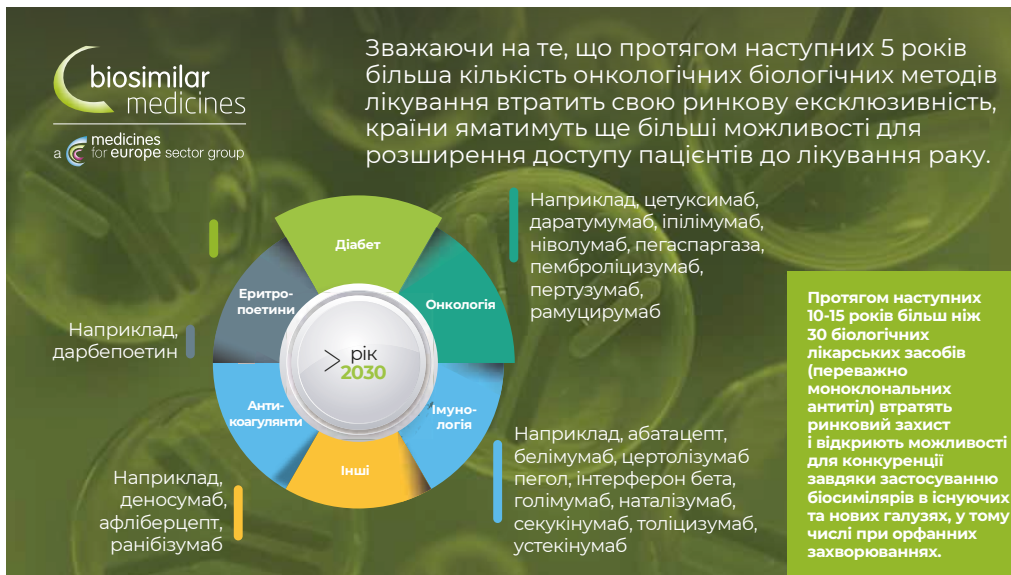 biosimilar
medicines
a medicines
for europe sector group
Зважаючи на те, що протягом наступних 5 років
більша кількість онкологічних біологічних методів
лікування втратить свою ринкову ексклюзивність,
країни яматимуть ще більші можливості для
розширення доступу пацієнтів до лікування раку.
Діабет
Онкологія
Імуно-
логія
Інші
Анти-
коагулянти
Еритро-
поетини
> рік
2030
Наприклад, цетуксимаб,
даратумумаб, іпілімумаб,
ніволумаб, пегаспаргаза,
пемброліцизумаб,
пертузумаб,
рамуцирумаб
Наприклад,
дарбепоетин
Наприклад,
деносумаб,
афліберцепт,
ранібізумаб
Наприклад, абатацепт,
белімумаб, цертолізумаб
пегол, інтерферон бета,
голімумаб, наталізумаб,
секукінумаб, толіцизумаб,
устекінумаб
Протягом наступних
10-15 років більш ніж
30 біологічних
лікарських засобів
(переважно
моноклональних
антитіл) втратять
ринковий захист
і відкриють можливості
для конкуренції
завдяки застосуванню
біосимілярів в існуючих
та нових галузях, у тому
числі при орфанних
захворюваннях.